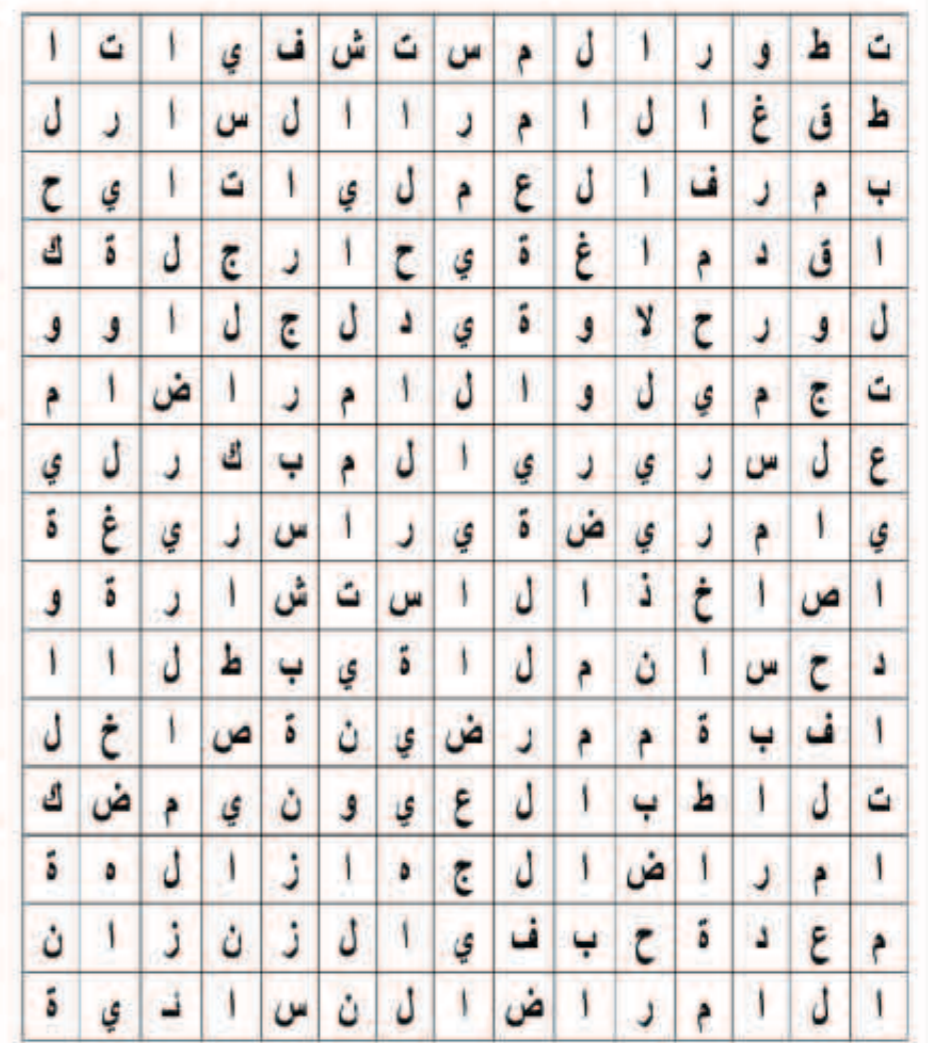 ت ط و ر ا ل م س ت ش ف ي ا ت ا
ط ق غ ا ل ا م ر ا ا ل س ا ر ل
ب م ر ف ا ل ع م ل ي ا ت ا ي ح
ا ق د م ا غ ة ي ح ا ر ج ل ة ك
ل و ر ح لا و ة ي د ل ج ل ا و و
ت ج م ي ل و ا ل ا م ر ا ض ا م
ع ل س ر ي ر ي ا ل م ب ك ر ل ي
ي ا م ر ي ض ة ي ر ا س ر ي غ ة
ا ص ا خ ذ ا ل ا س ت ش ا ر ة و
د ح س ا ن م ل ا ة ي ب ط ل ا ا
ا ف ب ة م م ر ض ي ن ة ص ا خ ل
ت ل ا ط ب ا ل ع ي و ن ي م ض ك
ا م ر ا ض ا ل ج ه ا ز ا ل ه ة
م ع د ة ح ب ف ي ا ل ز ن ز ا ن
ا ل ا م ر ا ض ا ل ن س ا ئ ي ة